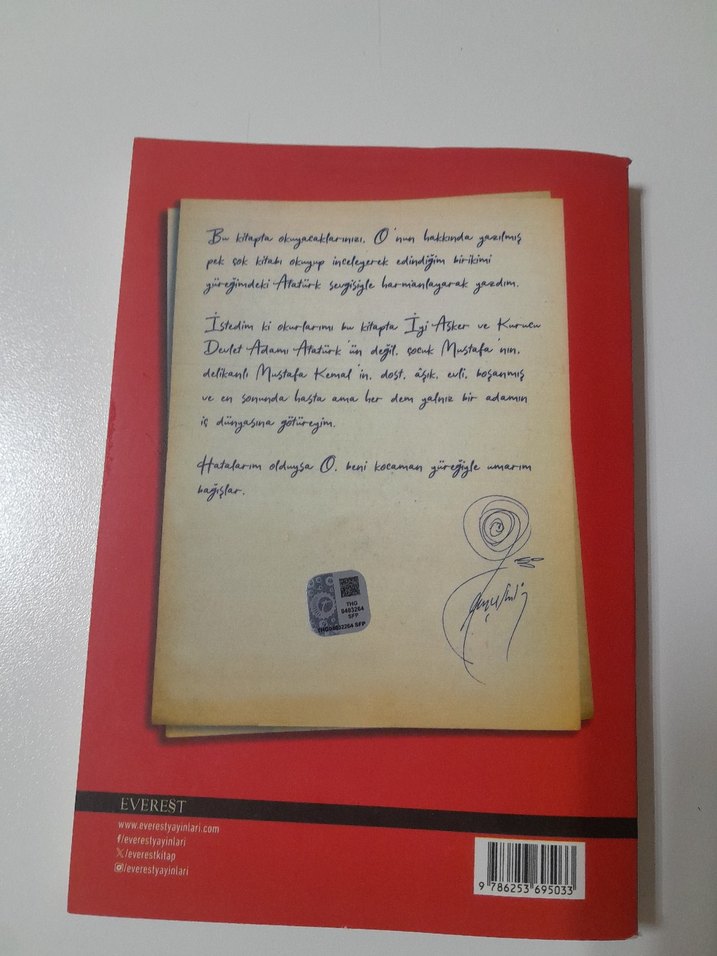 Bu kitapta okuyacaklarınızı, O'nun hakkında yazılmış
pek çok kitabı okuyup inceleyerek edindiğim birikimi
yüreğimdeki Atatürk sevgisiyle harmanlayarak yazdım.
İstedim ki okurlarımı bu kitapta İyi Asker ve Kurucu
Devlet Adamı Atatürk'ün değil, çocuk Mustafa'nın,
delikanlı Mustafa Kemal'in, dost, âşık, evli, boşanmış
ve en sonunda hasta ama her dem yalnız bir adamın
iç dünyasına götüreyim.
Hatalarım olduysa O, beni kocaman yüreğiyle umarım
bağışlar.
THG
SFP
EVEREST
www.everestyayinlari.com
f/everestyayinlari
X/everestkitap
/everestyayinlari
9 786253 695033